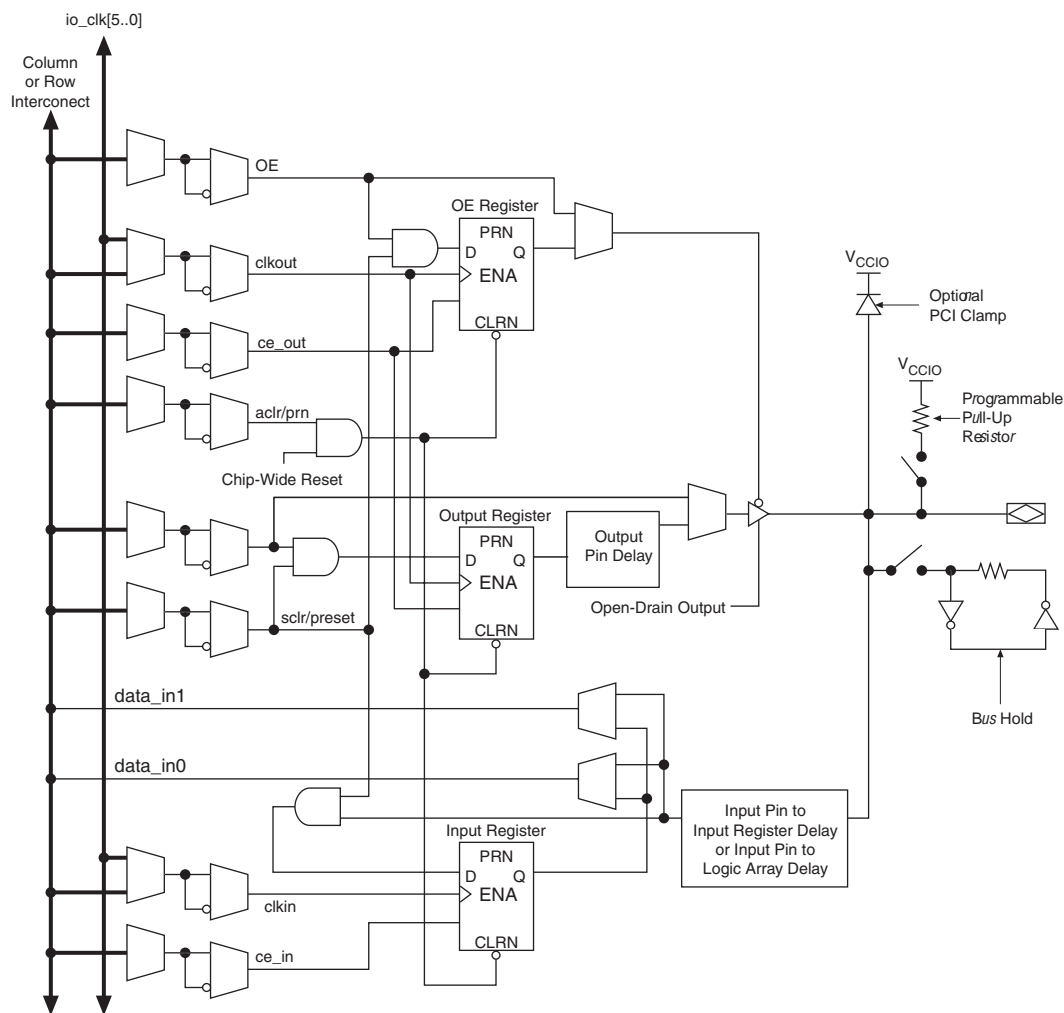 io_clk[5..0]
Column
or Row
Interconect
OE
OE Register
PRN
D
Q
clkout
ENA
VCCIO
Optional
PCI Clamp
ce_out
CLRN
VCCIO
aclr/prn
Programmable
Pull-Up
Resistor
Chip-Wide Reset
Output Register
PRN
D
Q
Output
Pin Delay
ENA
Open-Drain Output
sclr/preset
CLRN
data_in1
Bus Hold
data_in0
Input Pin to
Input Register Delay
or Input Pin to
Logic Array Delay
Input Register
PRN
D
Q
ENA
clkin
CLRN
ce_in